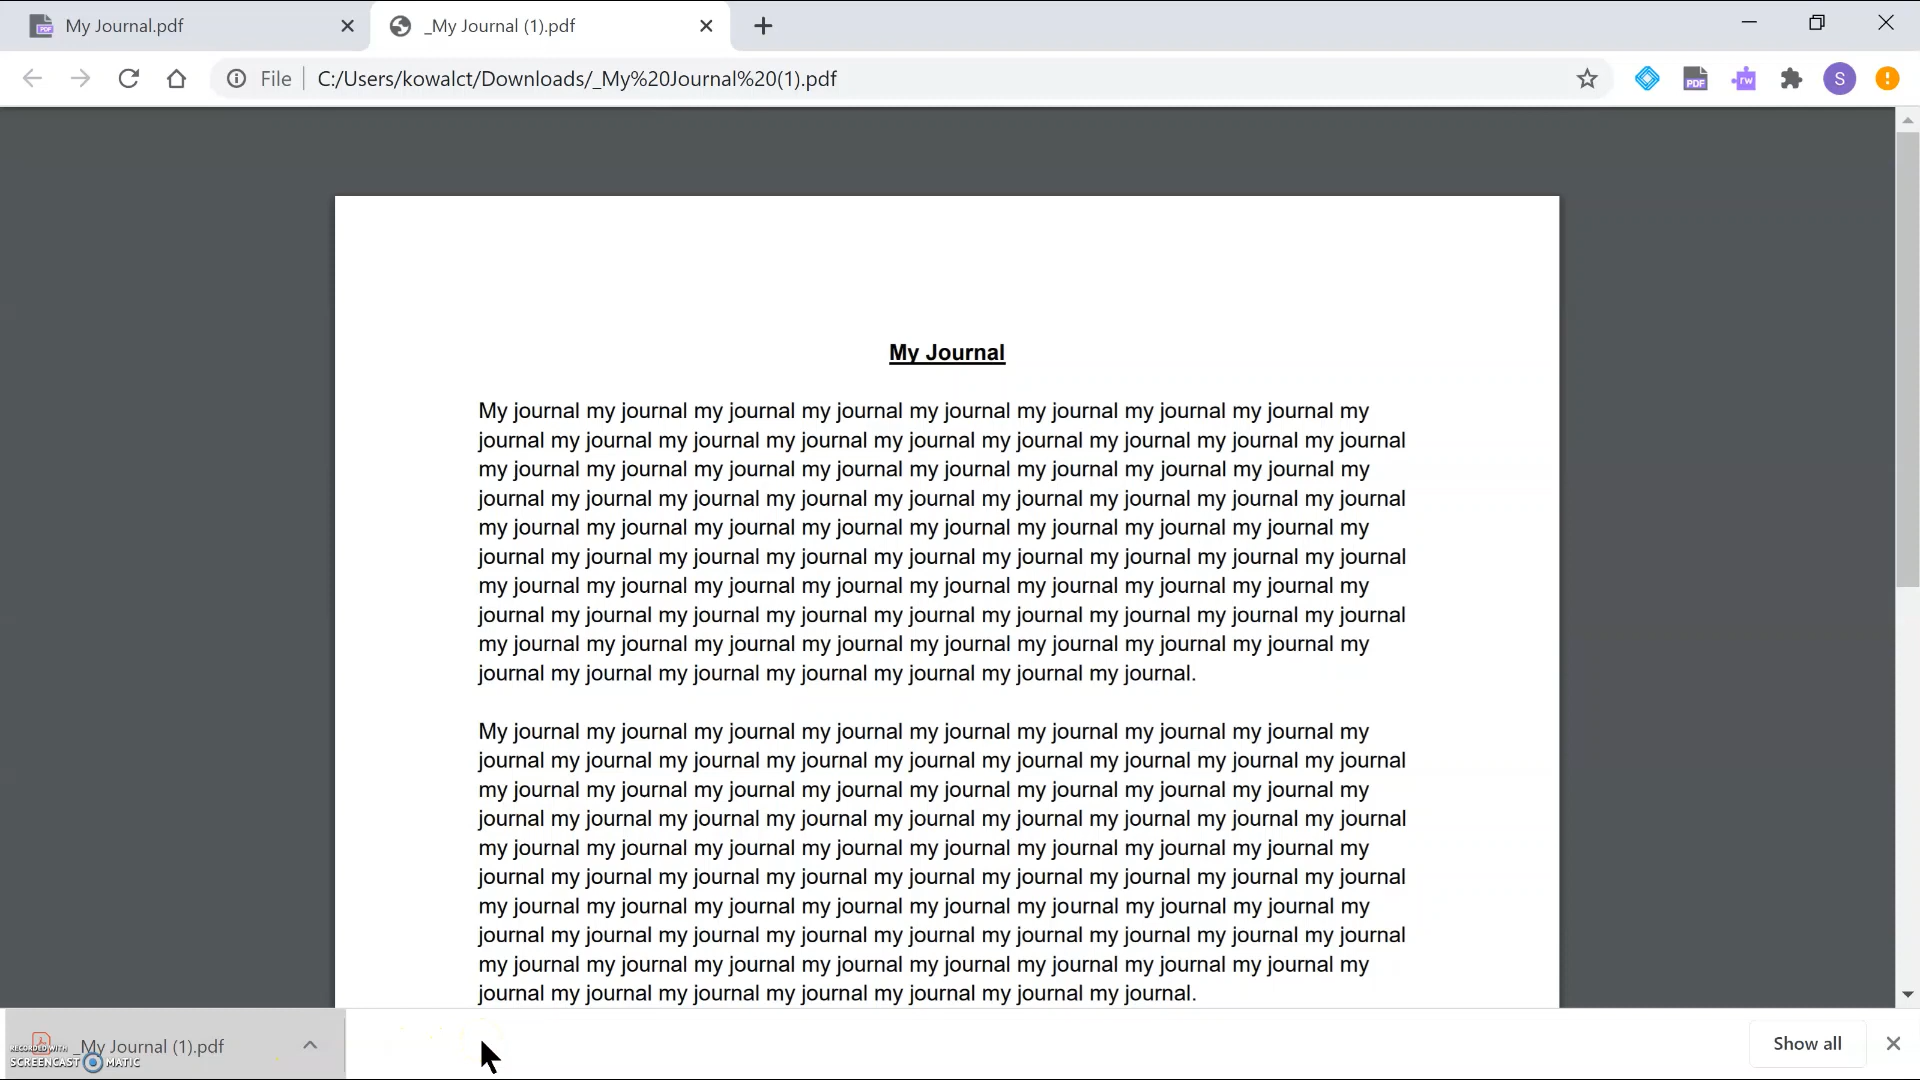 My Journal.pdf
_My Journal (1).pdf
File
C:/Users/kowalct/Downloads/_My%20Journal%20(1).pdf
PDF
rw
S
My Journal
My journal my journal my journal my journal my journal my journal my journal my journal my
journal my journal my journal my journal my journal my journal my journal my journal my journal
my journal my journal my journal my journal my journal my journal my journal my journal my
journal my journal my journal my journal my journal my journal my journal my journal my journal
my journal my journal my journal my journal my journal my journal my journal my journal my
journal my journal my journal my journal my journal my journal my journal my journal my journal
my journal my journal my journal my journal my journal my journal my journal my journal my
journal my journal my journal my journal my journal my journal my journal my journal my journal
my journal my journal my journal my journal my journal my journal my journal my journal my
journal my journal my journal my journal my journal my journal my journal.
My journal my journal my journal my journal my journal my journal my journal my journal my
journal my journal my journal my journal my journal my journal my journal my journal my journal
my journal my journal my journal my journal my journal my journal my journal my journal my
journal my journal my journal my journal my journal my journal my journal my journal my journal
my journal my journal my journal my journal my journal my journal my journal my journal my
journal my journal my journal my journal my journal my journal my journal my journal my journal
my journal my journal my journal my journal my journal my journal my journal my journal my
journal my journal my journal my journal my journal my journal my journal my journal my journal
my journal my journal my journal my journal my journal my journal my journal my journal my
journal my journal my journal my journal my journal my journal my journal.
_My Journal (1).pdf
RECORDED WITH
SCREENCAST MATIC
Show all